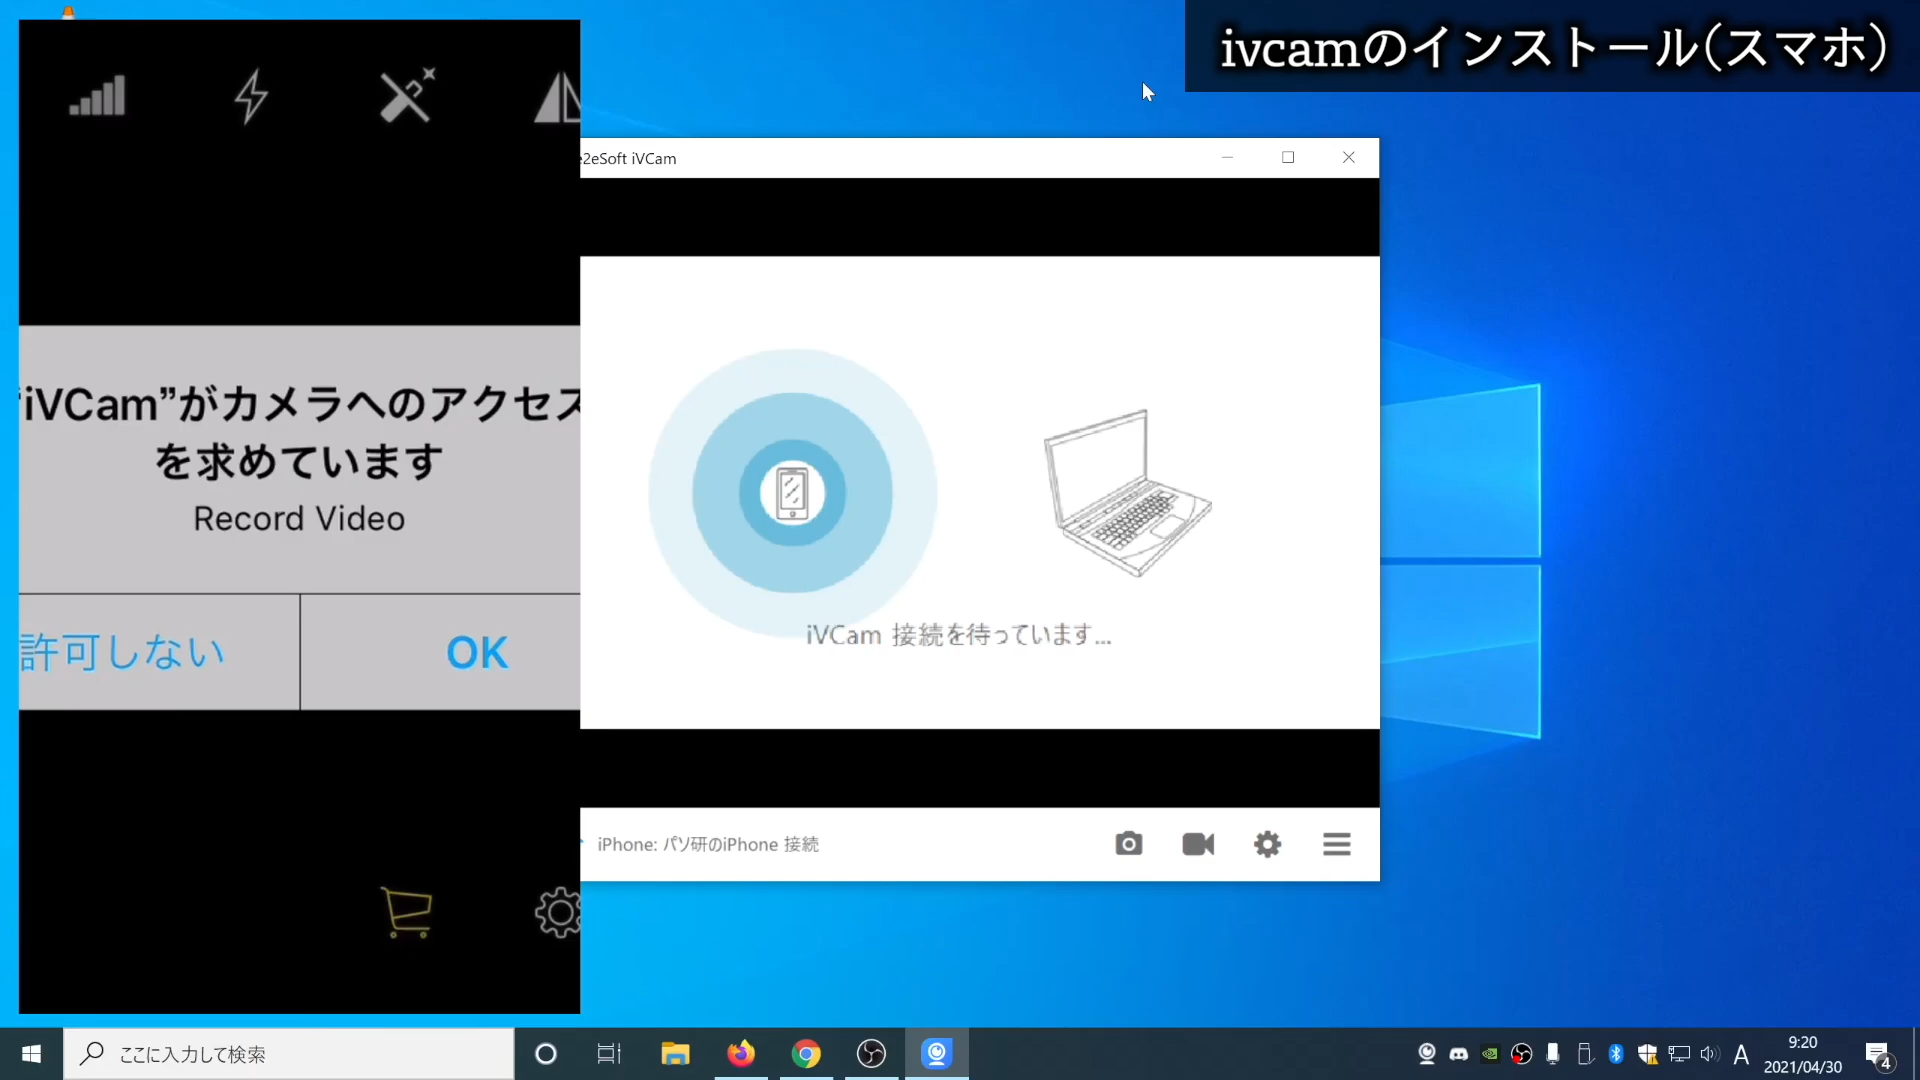 ivcamのインストール(スマホ)
e2eSoft iVCam
“iVCam”がカメラへのアクセス
を求めています
Record Video
許可しない
OK
iVCam 接続を待っています...
iPhone: パソ研のiPhone 接続
ここに入力して検索
A
9:20
2021/04/30
4